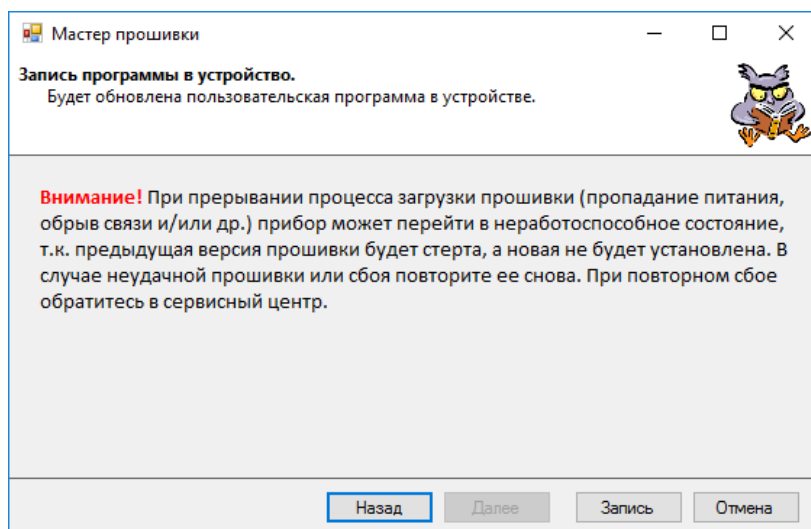 Мастер прошивки
Запись программы в устройство.
Будет обновлена пользовательская программа в устройстве.
Внимание! При прерывании процесса загрузки прошивки (пропадание питания,
обрыв связи и/или др.) прибор может перейти в неработоспособное состояние,
т.к. предыдущая версия прошивки будет стерта, а новая не будет установлена. В
случае неудачной прошивки или сбоя повторите ее снова. При повторном сбое
обратитесь в сервисный центр.
Назад Далее Запись Отмена